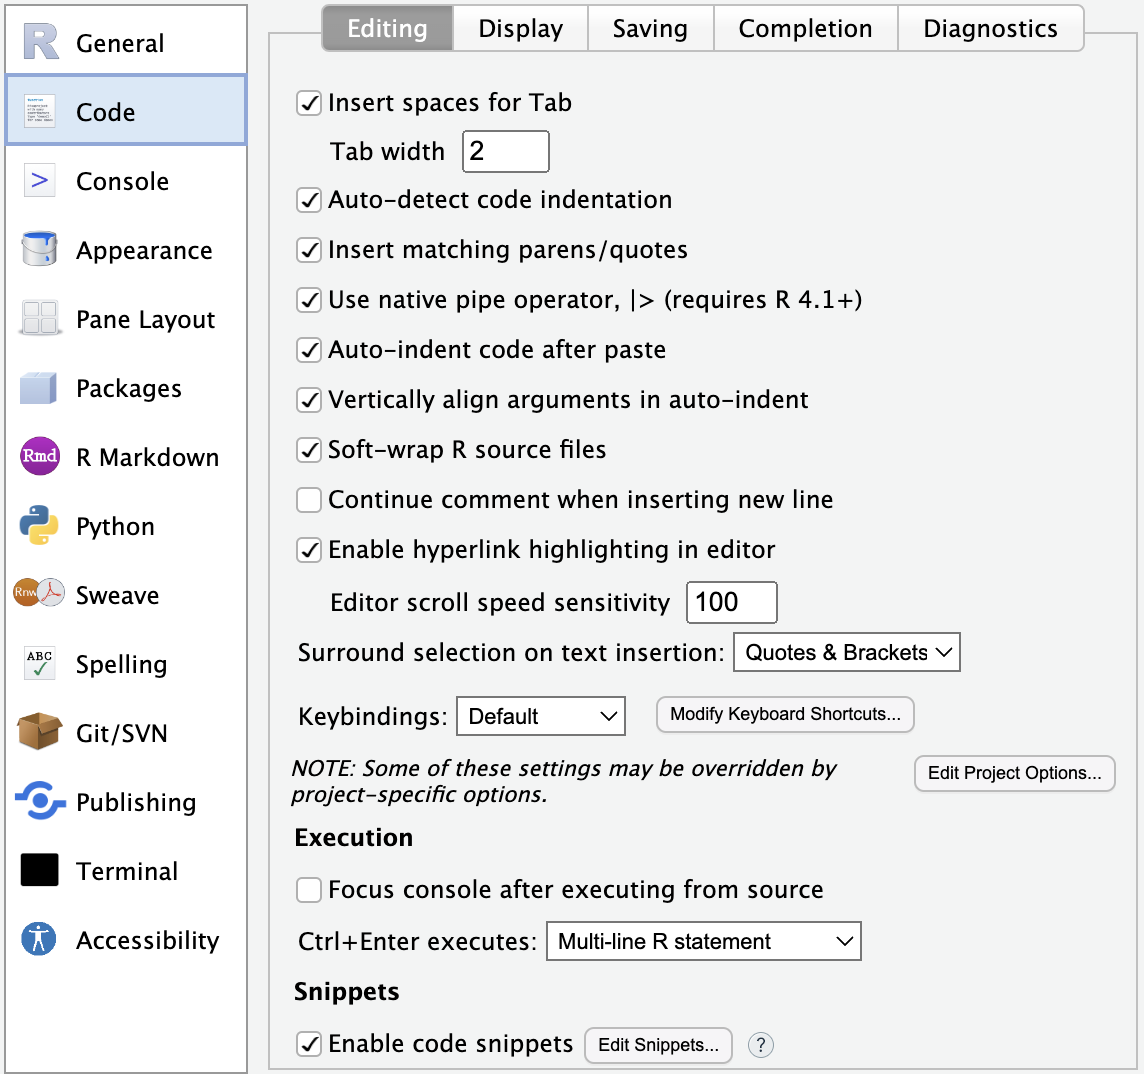 R General
Code
> Console
Appearance
Pane Layout
Packages
Rmd R Markdown
Python
Rnw Sweave
ABC Spelling
Git/SVN
Publishing
Terminal
Accessibility
Editing Display Saving Completion Diagnostics
Insert spaces for Tab
Tab width 2
Auto-detect code indentation
Insert matching parens/quotes
Use native pipe operator, |> (requires R 4.1+)
Auto-indent code after paste
Vertically align arguments in auto-indent
Soft-wrap R source files
Continue comment when inserting new line
Enable hyperlink highlighting in editor
Editor scroll speed sensitivity 100
Surround selection on text insertion: Quotes & Brackets
Keybindings: Default Modify Keyboard Shortcuts...
NOTE: Some of these settings may be overridden by
project-specific options. Edit Project Options...
Execution
Focus console after executing from source
Ctrl+Enter executes: Multi-line R statement
Snippets
Enable code snippets Edit Snippets... ?